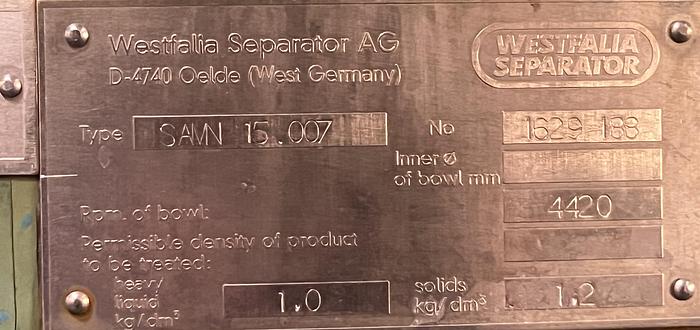 Westfalia Separator AG
D-4740 Oelde (West Germany)
WESTFALIA
SEPARATOR
Type SAMN 15.007 No 1629-188
Inner ø
of bowl mm
Rpm. of bowl: 4420
Permissible density of product
to be treated:
heavy
liquid
kg/dm³ 1.0 solids
kg/dm³ 1.2